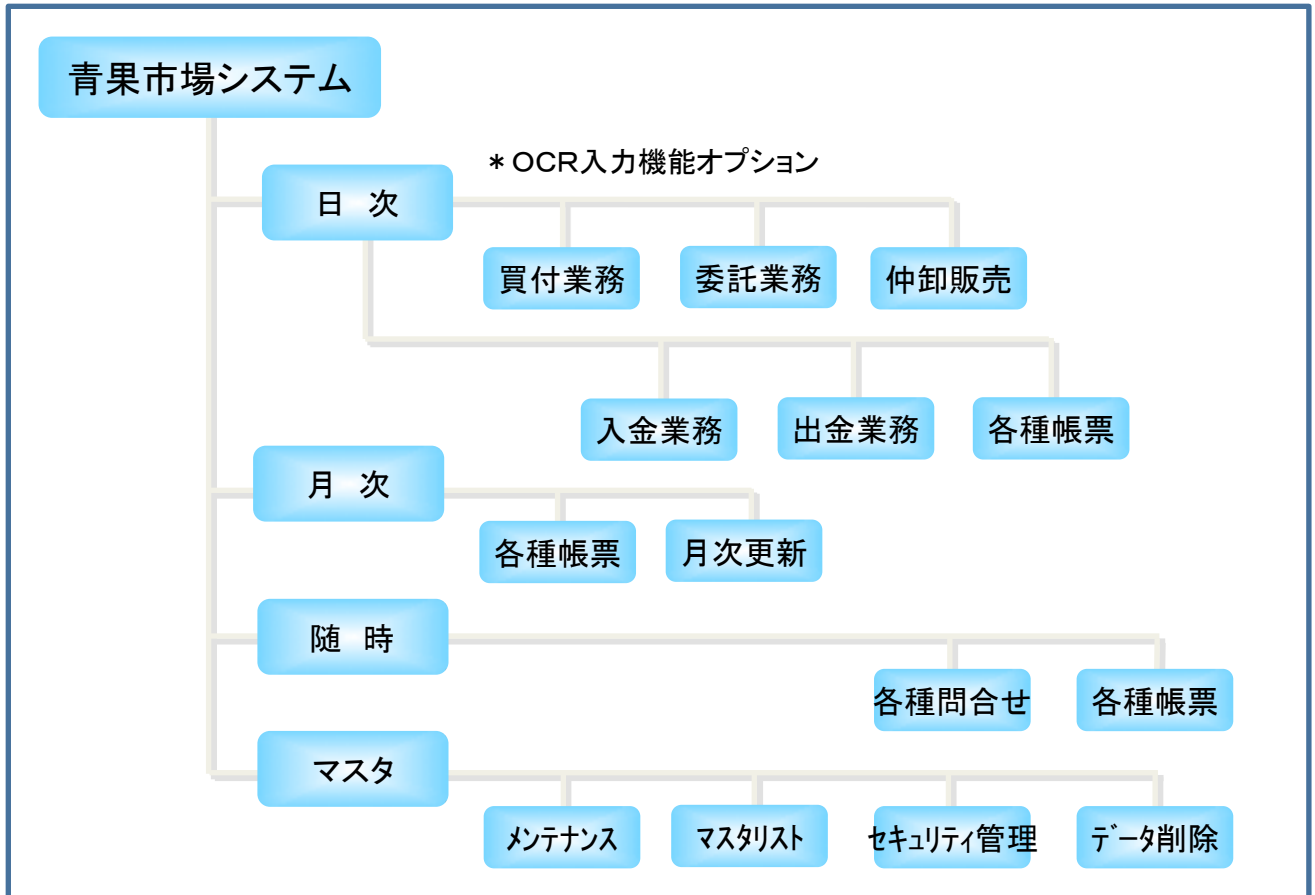 青果市場システム
＊ＯＣＲ入力機能オプション
日　次
買付業務
委託業務
仲卸販売
入金業務
出金業務
各種帳票
月　次
各種帳票
月次更新
随　時
各種問合せ
各種帳票
マスタ
ﾒﾝﾃﾅﾝｽ
ﾏｽﾀﾘｽﾄ
ｾｷｭﾘﾃｨ管理
ﾃﾞｰﾀ削除